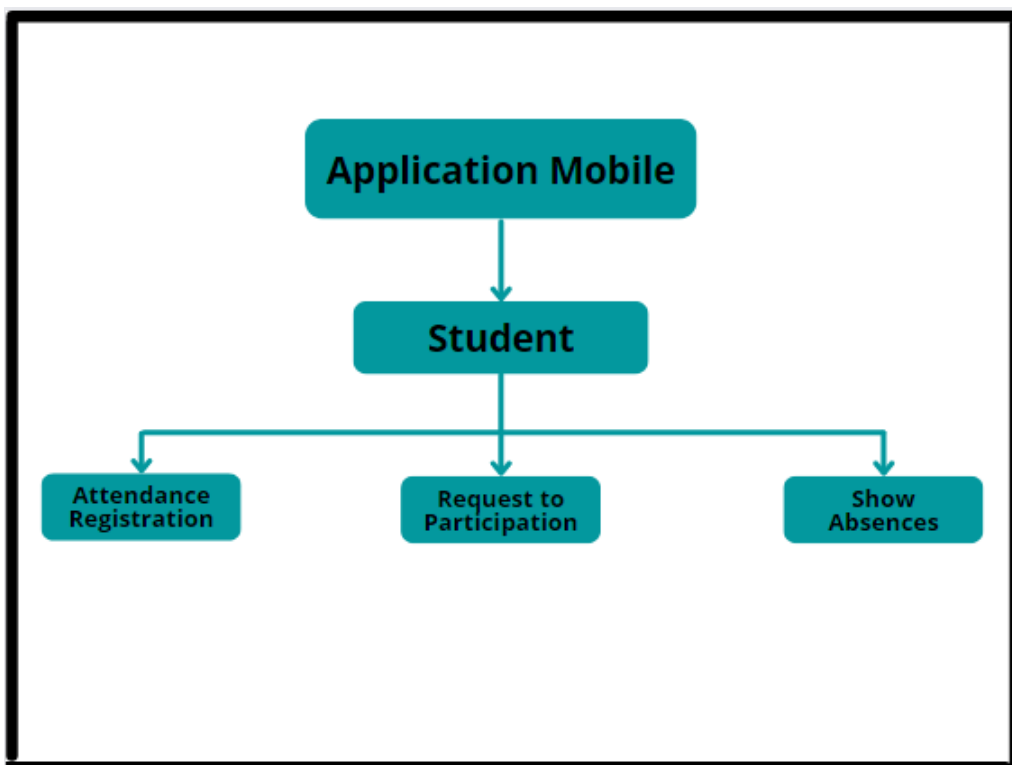 Application Mobile
Student
Attendance
Registration
Request to
Participation
Show
Absences